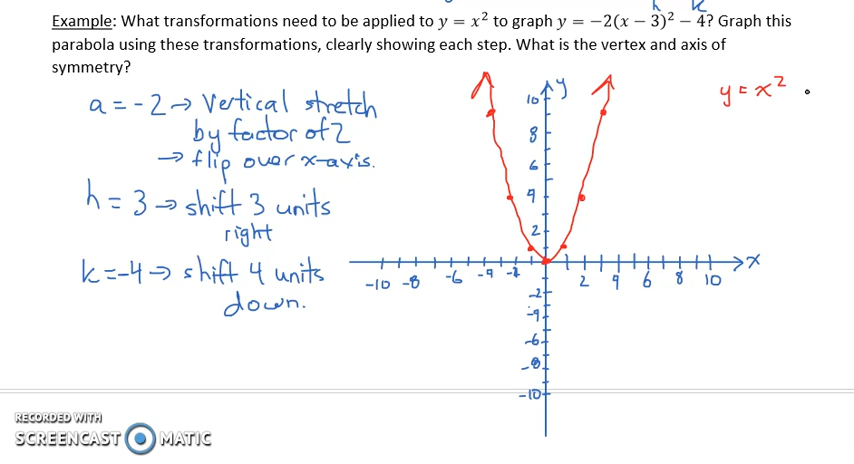 h k
Example: What transformations need to be applied to y = x² to graph y = −2(x − 3)² − 4? Graph this
parabola using these transformations, clearly showing each step. What is the vertex and axis of
symmetry?
a = -2 → Vertical stretch
by factor of 2
→ flip over x-axis.
h = 3 → shift 3 units
right
k = -4 → shift 4 units
down.
y = x²
y
10
8
6
4
2
-10 -8 -6 -4 -2 2 4 6 8 10 x
-2
-4
-6
-8
-10
RECORDED WITH
SCREENCAST MATIC